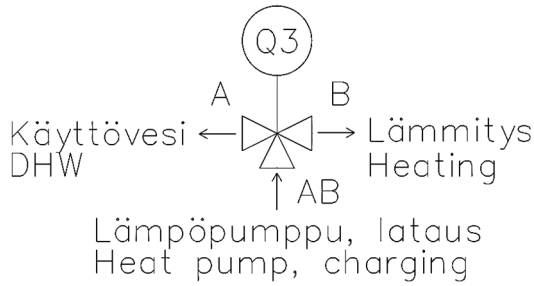 Q3
A B
Käyttövesi Lämmitys
DHW Heating
AB
Lämpöpumppu, lataus
Heat pump, charging